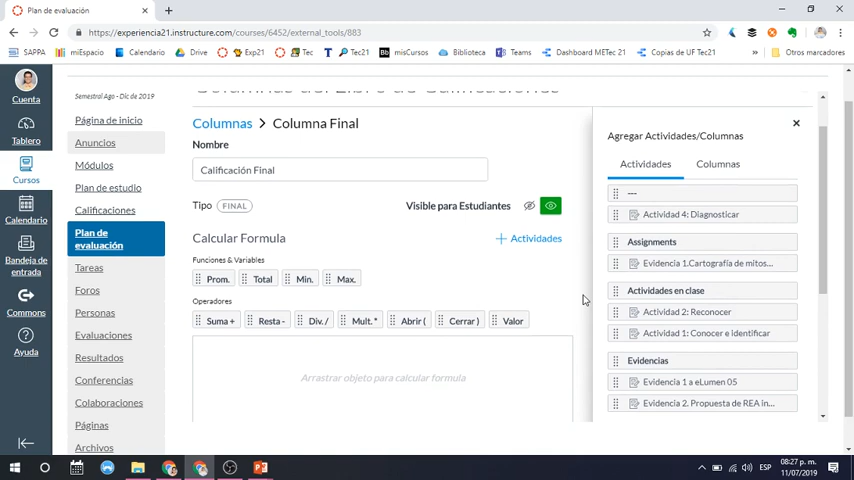 Plan de evaluación
https://experiencia21.instructure.com/courses/6452/external_tools/883
SAPPA
miEspacio
Calendario
Drive
Exp21
Tec
Tec21
misCursos
Biblioteca
Teams
Dashboard METec 21
Copias de UF Tec21
»
Otros marcadores
Cuenta
Tablero
Cursos
Calendario
Bandeja de
entrada
Commons
Ayuda
Semestral Ago - Dic de 2019
Página de inicio
Anuncios
Módulos
Plan de estudio
Calificaciones
Plan de
evaluación
Tareas
Foros
Personas
Evaluaciones
Resultados
Conferencias
Colaboraciones
Páginas
Archivos
Columnas > Columna Final
Nombre
Calificación Final
Tipo FINAL
Visible para Estudiantes
Calcular Formula
+ Actividades
Funciones & Variables
Prom. Total Min. Max.
Operadores
Suma + Resta - Div. / Mult. * Abrir ( Cerrar ) Valor
Arrastrar objeto para calcular formula
Agregar Actividades/Columnas
Actividades Columnas
---
Actividad 4: Diagnosticar
Assignments
Evidencia 1.Cartografía de mitos...
Actividades en clase
Actividad 2: Reconocer
Actividad 1: Conocer e identificar
Evidencias
Evidencia 1 a eLumen 05
Evidencia 2. Propuesta de REA in...
ESP
08:27 p. m.
11/07/2019